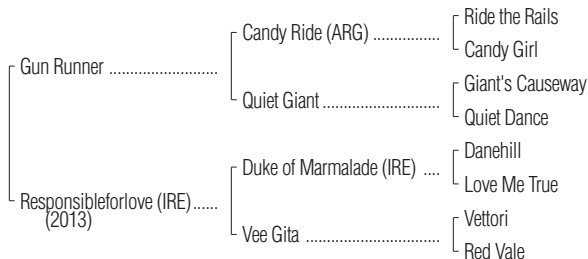 Ride the Rails
Candy Ride (ARG) ................
Candy Girl
Gun Runner ..........................
Giant's Causeway
Quiet Giant ............................
Quiet Dance
Danehill
Duke of Marmalade (IRE) ....
Love Me True
Responsibleforlove (IRE) ......
(2013)
Vettori
Vee Gita ................................
Red Vale